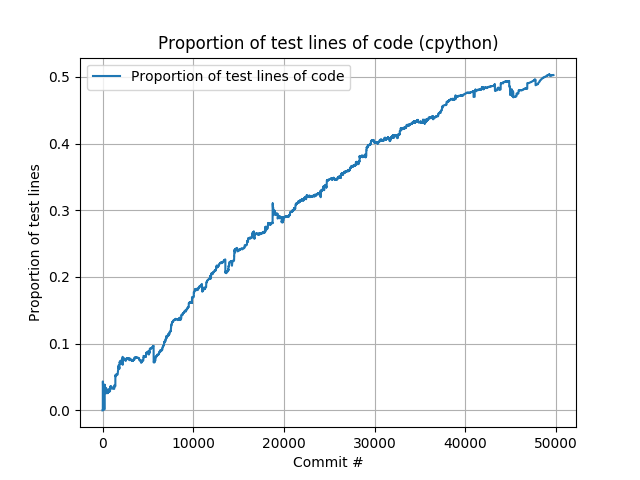 Proportion of test lines of code (cpython)
Proportion of test lines of code
0.5
0.4
0.3
0.2
0.1
0.0
Proportion of test lines
0 10000 20000 30000 40000 50000
Commit #